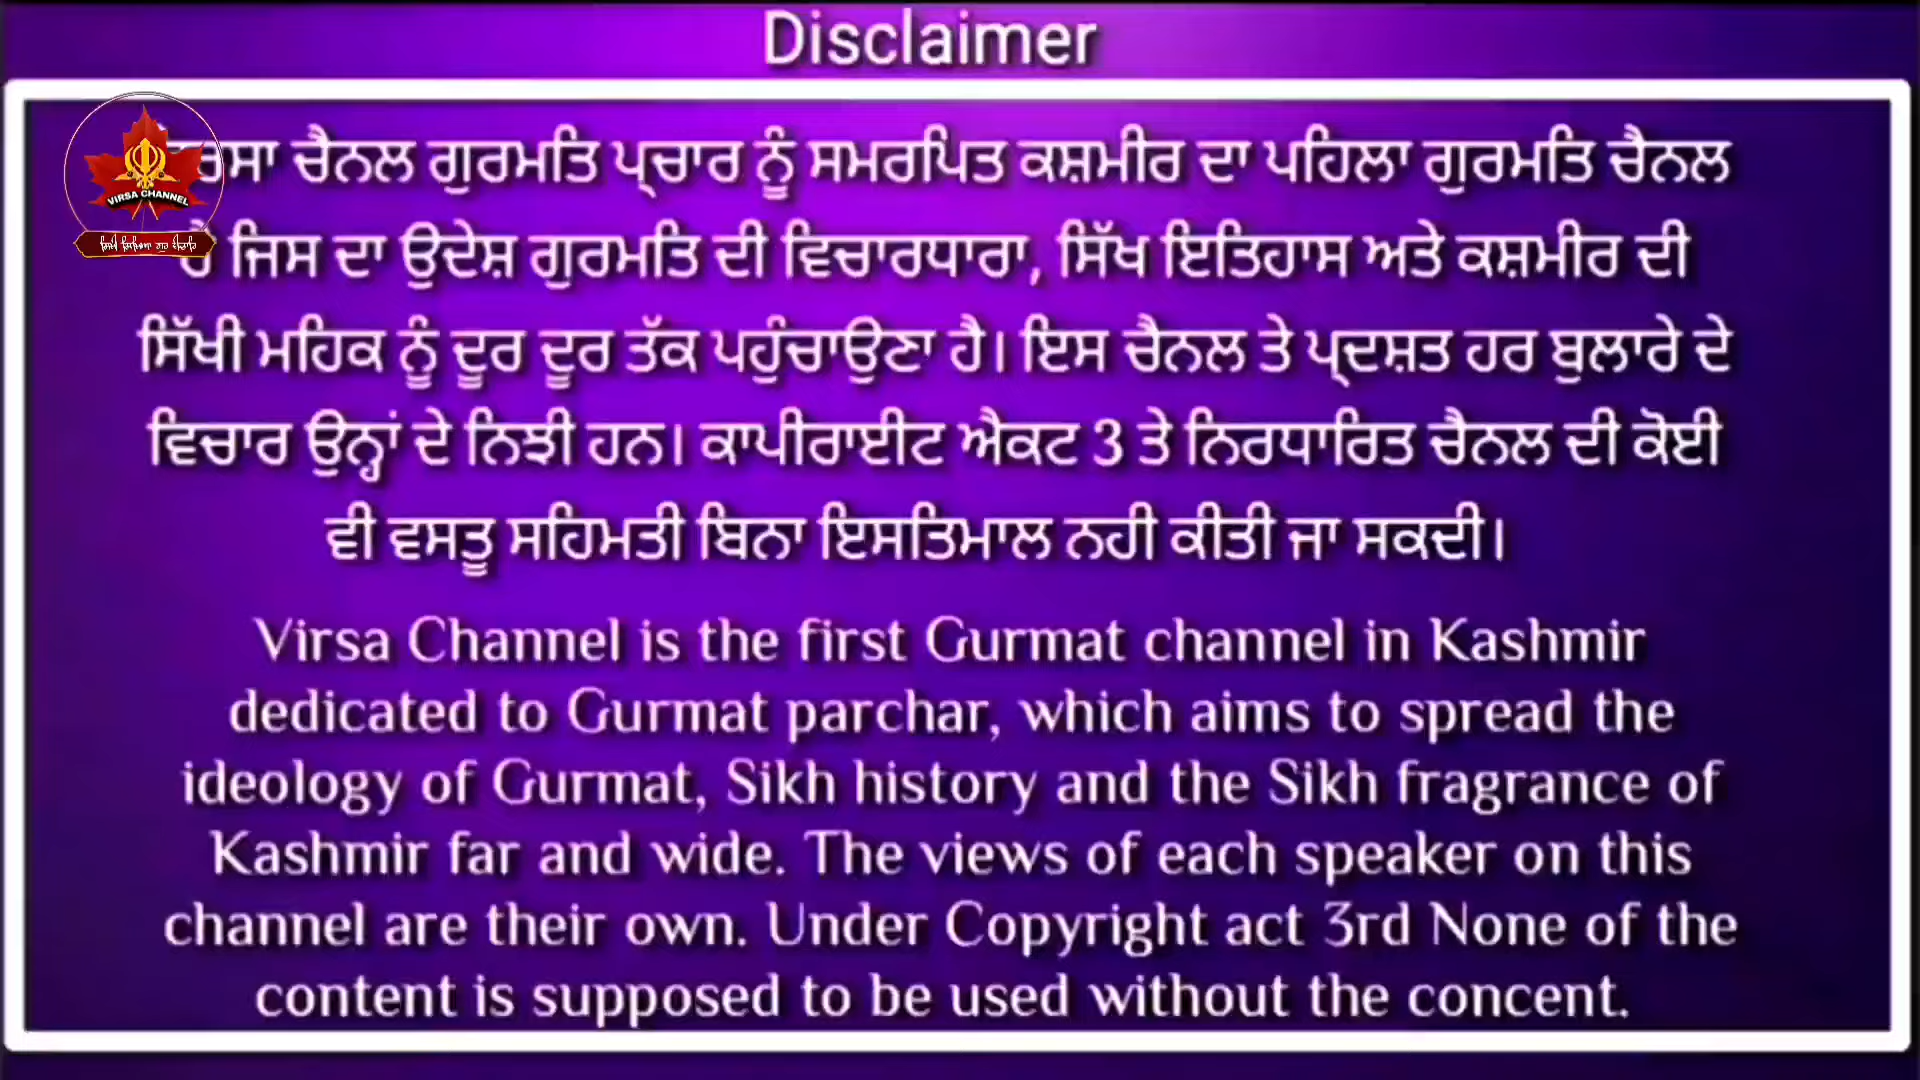 Disclaimer
VIRSA CHANNEL
ਚੈਨਲ ਗੁਰਮਤਿ ਪ੍ਰਚਾਰ ਨੂੰ ਸਮਰਪਿਤ ਕਸ਼ਮੀਰ ਦਾ ਪਹਿਲਾ ਗੁਰਮਤਿ ਚੈਨਲ
ਜਿਸ ਦਾ ਉਦੇਸ਼ ਗੁਰਮਤਿ ਦੀ ਵਿਚਾਰਧਾਰਾ, ਸਿੱਖ ਇਤਿਹਾਸ ਅਤੇ ਕਸ਼ਮੀਰ ਦੀ
ਸਿੱਖੀ ਮਹਿਕ ਨੂੰ ਦੂਰ ਦੂਰ ਤੱਕ ਪਹੁੰਚਾਉਣਾ ਹੈ। ਇਸ ਚੈਨਲ ਤੇ ਪ੍ਰਦਸ਼ਤ ਹਰ ਬੁਲਾਰੇ ਦੇ
ਵਿਚਾਰ ਉਨ੍ਹਾਂ ਦੇ ਨਿਝੀ ਹਨ। ਕਾਪੀਰਾਈਟ ਐਕਟ 3 ਤੇ ਨਿਰਧਾਰਿਤ ਚੈਨਲ ਦੀ ਕੋਈ
ਵੀ ਵਸਤੂ ਸਹਿਮਤੀ ਬਿਨਾ ਇਸਤਿਮਾਲ ਨਹੀ ਕੀਤੀ ਜਾ ਸਕਦੀ।
Virsa Channel is the first Gurmat channel in Kashmir
dedicated to Gurmat parchar, which aims to spread the
ideology of Gurmat, Sikh history and the Sikh fragrance of
Kashmir far and wide. The views of each speaker on this
channel are their own. Under Copyright act 3rd None of the
content is supposed to be used without the concent.